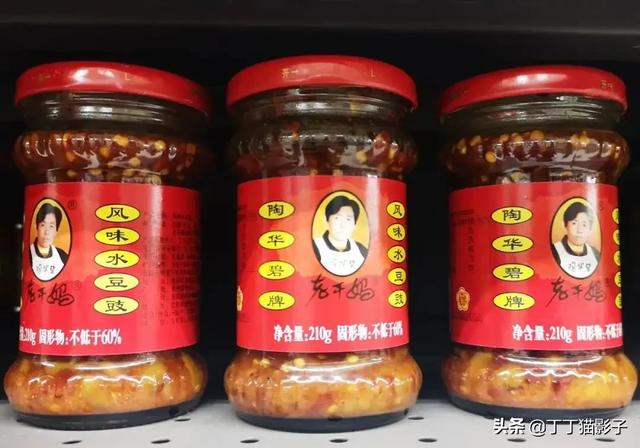 风味水豆豉
老干妈
210g 固形物:不低于60%
陶华碧牌
风味水豆豉
老干妈
净含量:210g 固形物:不低于60%
陶华碧牌
老干妈
净含量:210g 固形物:不低于
头条 @丁丁猫影子